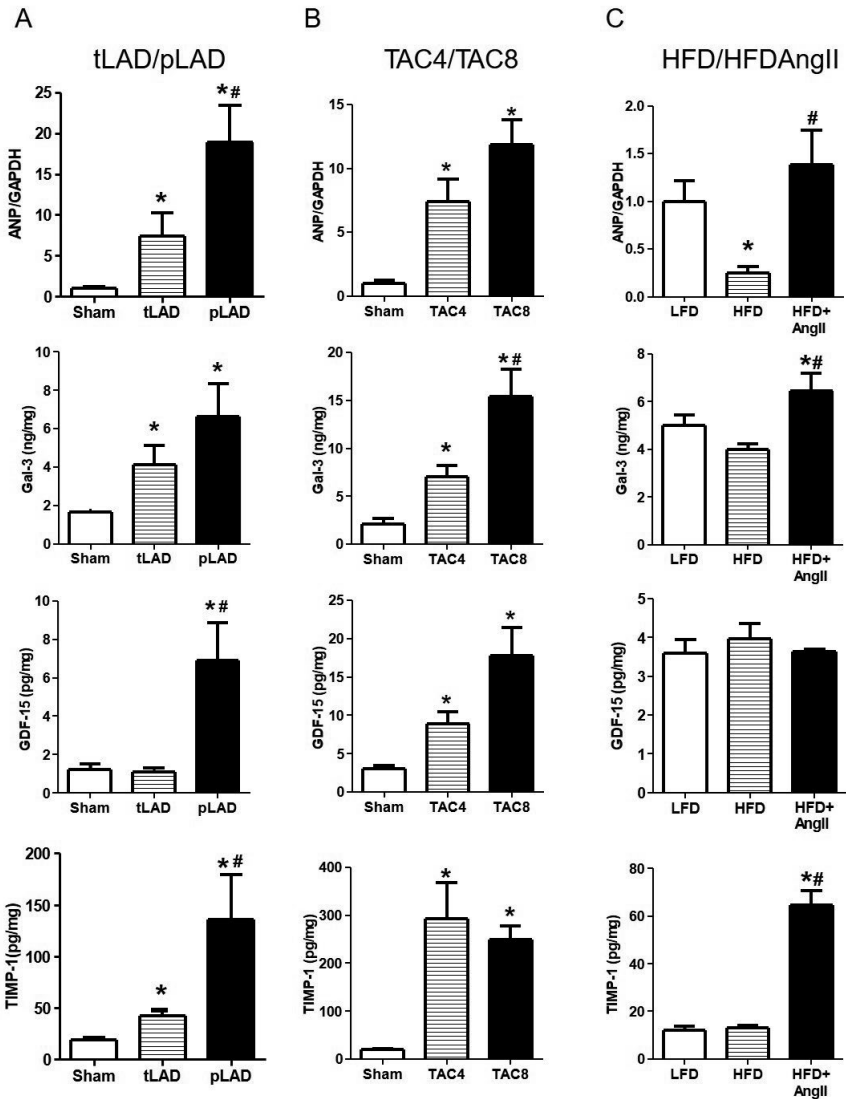 A
B
C
tLAD/pLAD
TAC4/TAC8
HFD/HFDAngII
ANP/GAPDH
25
20
15
10
5
0
*
*#
Sham tLAD pLAD
ANP/GAPDH
15
10
5
0
*
*
Sham TAC4 TAC8
ANP/GAPDH
2.0
1.5
1.0
0.5
0.0
*
#
LFD HFD HFD+
AngII
Gal-3 (ng/mg)
10
8
6
4
2
0
*
*
Sham tLAD pLAD
Gal-3 (ng/mg)
20
15
10
5
0
*
*#
Sham TAC4 TAC8
Gal-3 (ng/mg)
8
6
4
2
0
*#
LFD HFD HFD+
AngII
GDF-15 (pg/mg)
10
8
6
4
2
0
*#
Sham tLAD pLAD
GDF-15 (pg/mg)
25
20
15
10
5
0
*
*
Sham TAC4 TAC8
GDF-15 (pg/mg)
5
4
3
2
1
0
LFD HFD HFD+
AngII
TIMP-1(pg/mg)
200
150
100
50
0
*
*#
Sham tLAD pLAD
TIMP-1 (pg/mg)
400
300
200
100
0
*
*
Sham TAC4 TAC8
TIMP-1 (pg/mg)
80
60
40
20
0
*#
LFD HFD HFD+
AngII